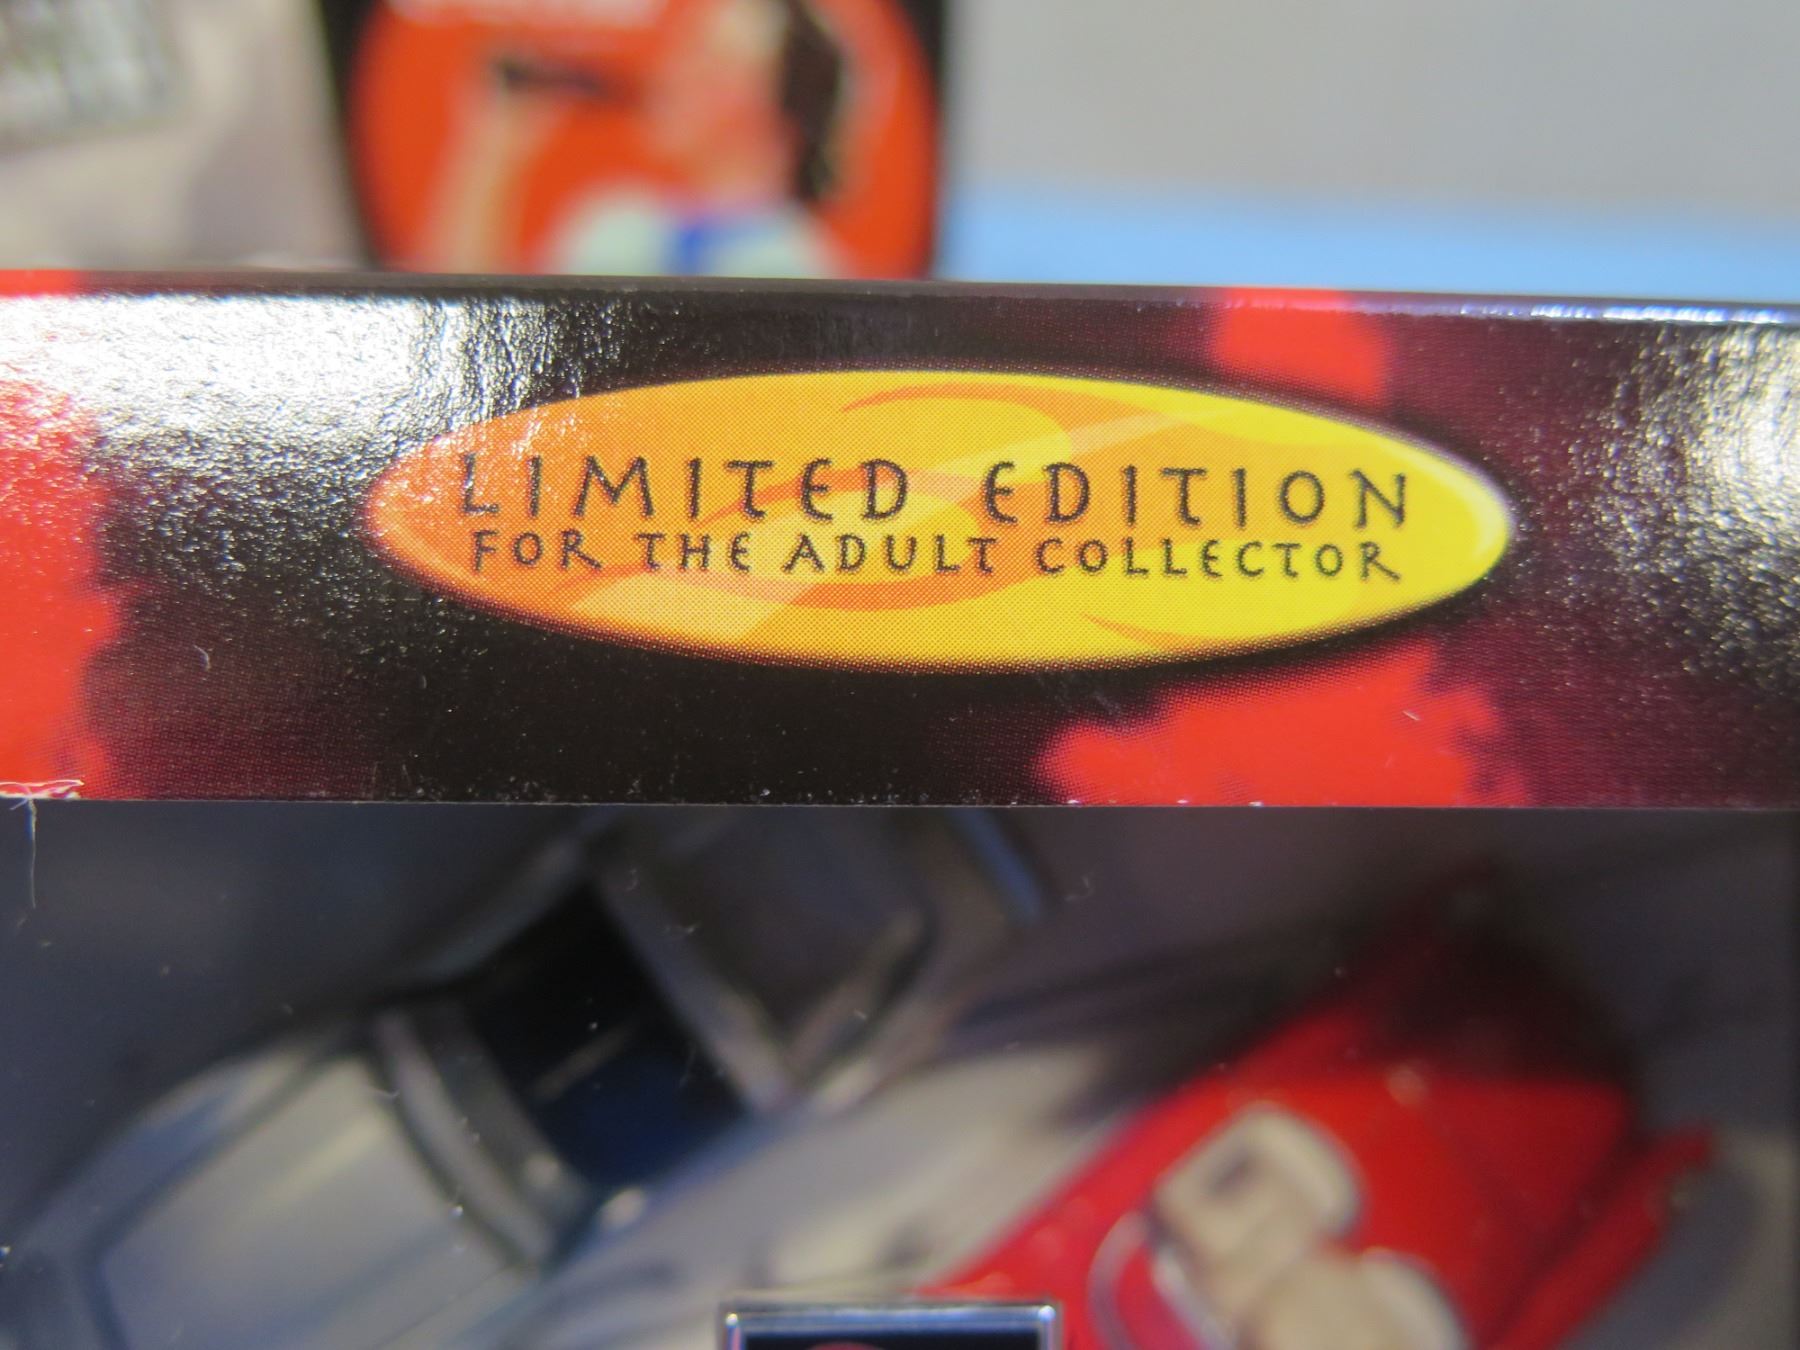 LIMITED EDITION
FOR THE ADULT COLLECTOR